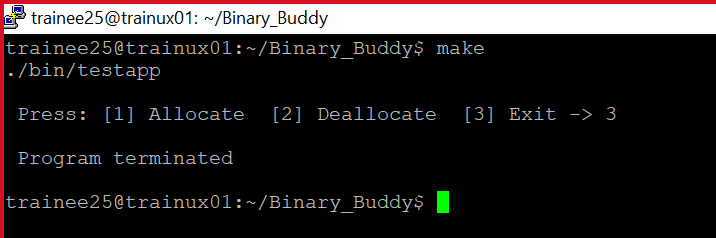 trainee25@trainux01: ~/Binary_Buddy
trainee25@trainux01:~/Binary_Buddy$ make
./bin/testapp
Press: [1] Allocate  [2] Deallocate  [3] Exit -> 3
Program terminated
trainee25@trainux01:~/Binary_Buddy$